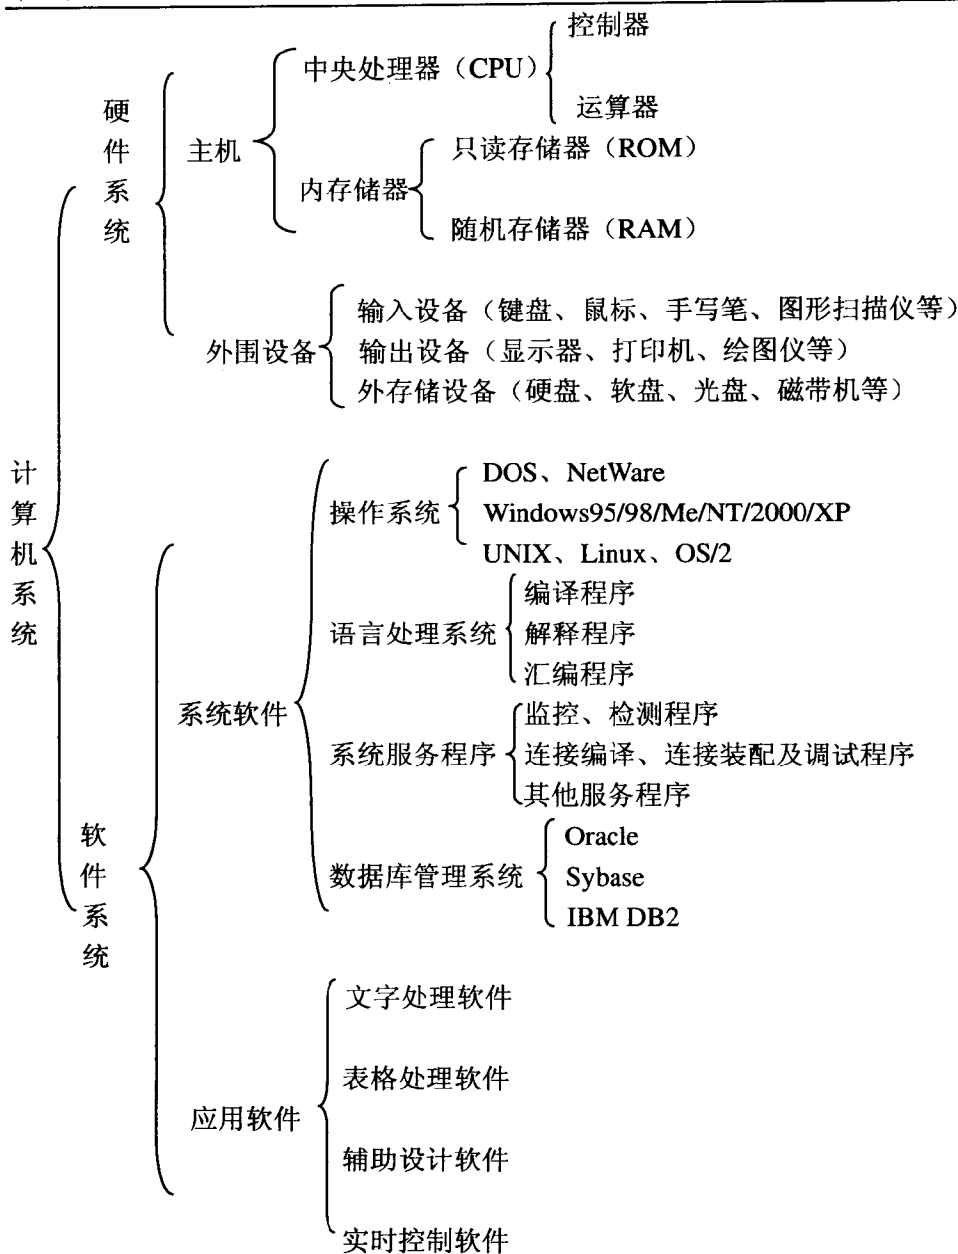 计算机系统
硬件系统
主机
中央处理器（CPU）
控制器
运算器
内存储器
只读存储器（ROM）
随机存储器（RAM）
外围设备
输入设备（键盘、鼠标、手写笔、图形扫描仪等）
输出设备（显示器、打印机、绘图仪等）
外存储设备（硬盘、软盘、光盘、磁带机等）
软件系统
系统软件
操作系统
DOS、NetWare
Windows95/98/Me/NT/2000/XP
UNIX、Linux、OS/2
语言处理系统
编译程序
解释程序
汇编程序
系统服务程序
监控、检测程序
连接编译、连接装配及调试程序
其他服务程序
数据库管理系统
Oracle
Sybase
IBM DB2
应用软件
文字处理软件
表格处理软件
辅助设计软件
实时控制软件